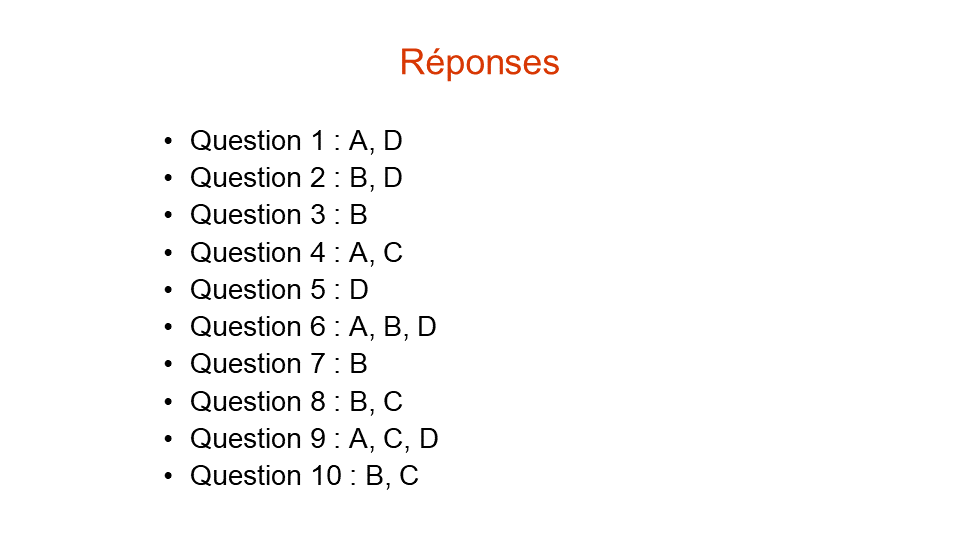 Réponses
• Question 1 : A, D
• Question 2 : B, D
• Question 3 : B
• Question 4 : A, C
• Question 5 : D
• Question 6 : A, B, D
• Question 7 : B
• Question 8 : B, C
• Question 9 : A, C, D
• Question 10 : B, C